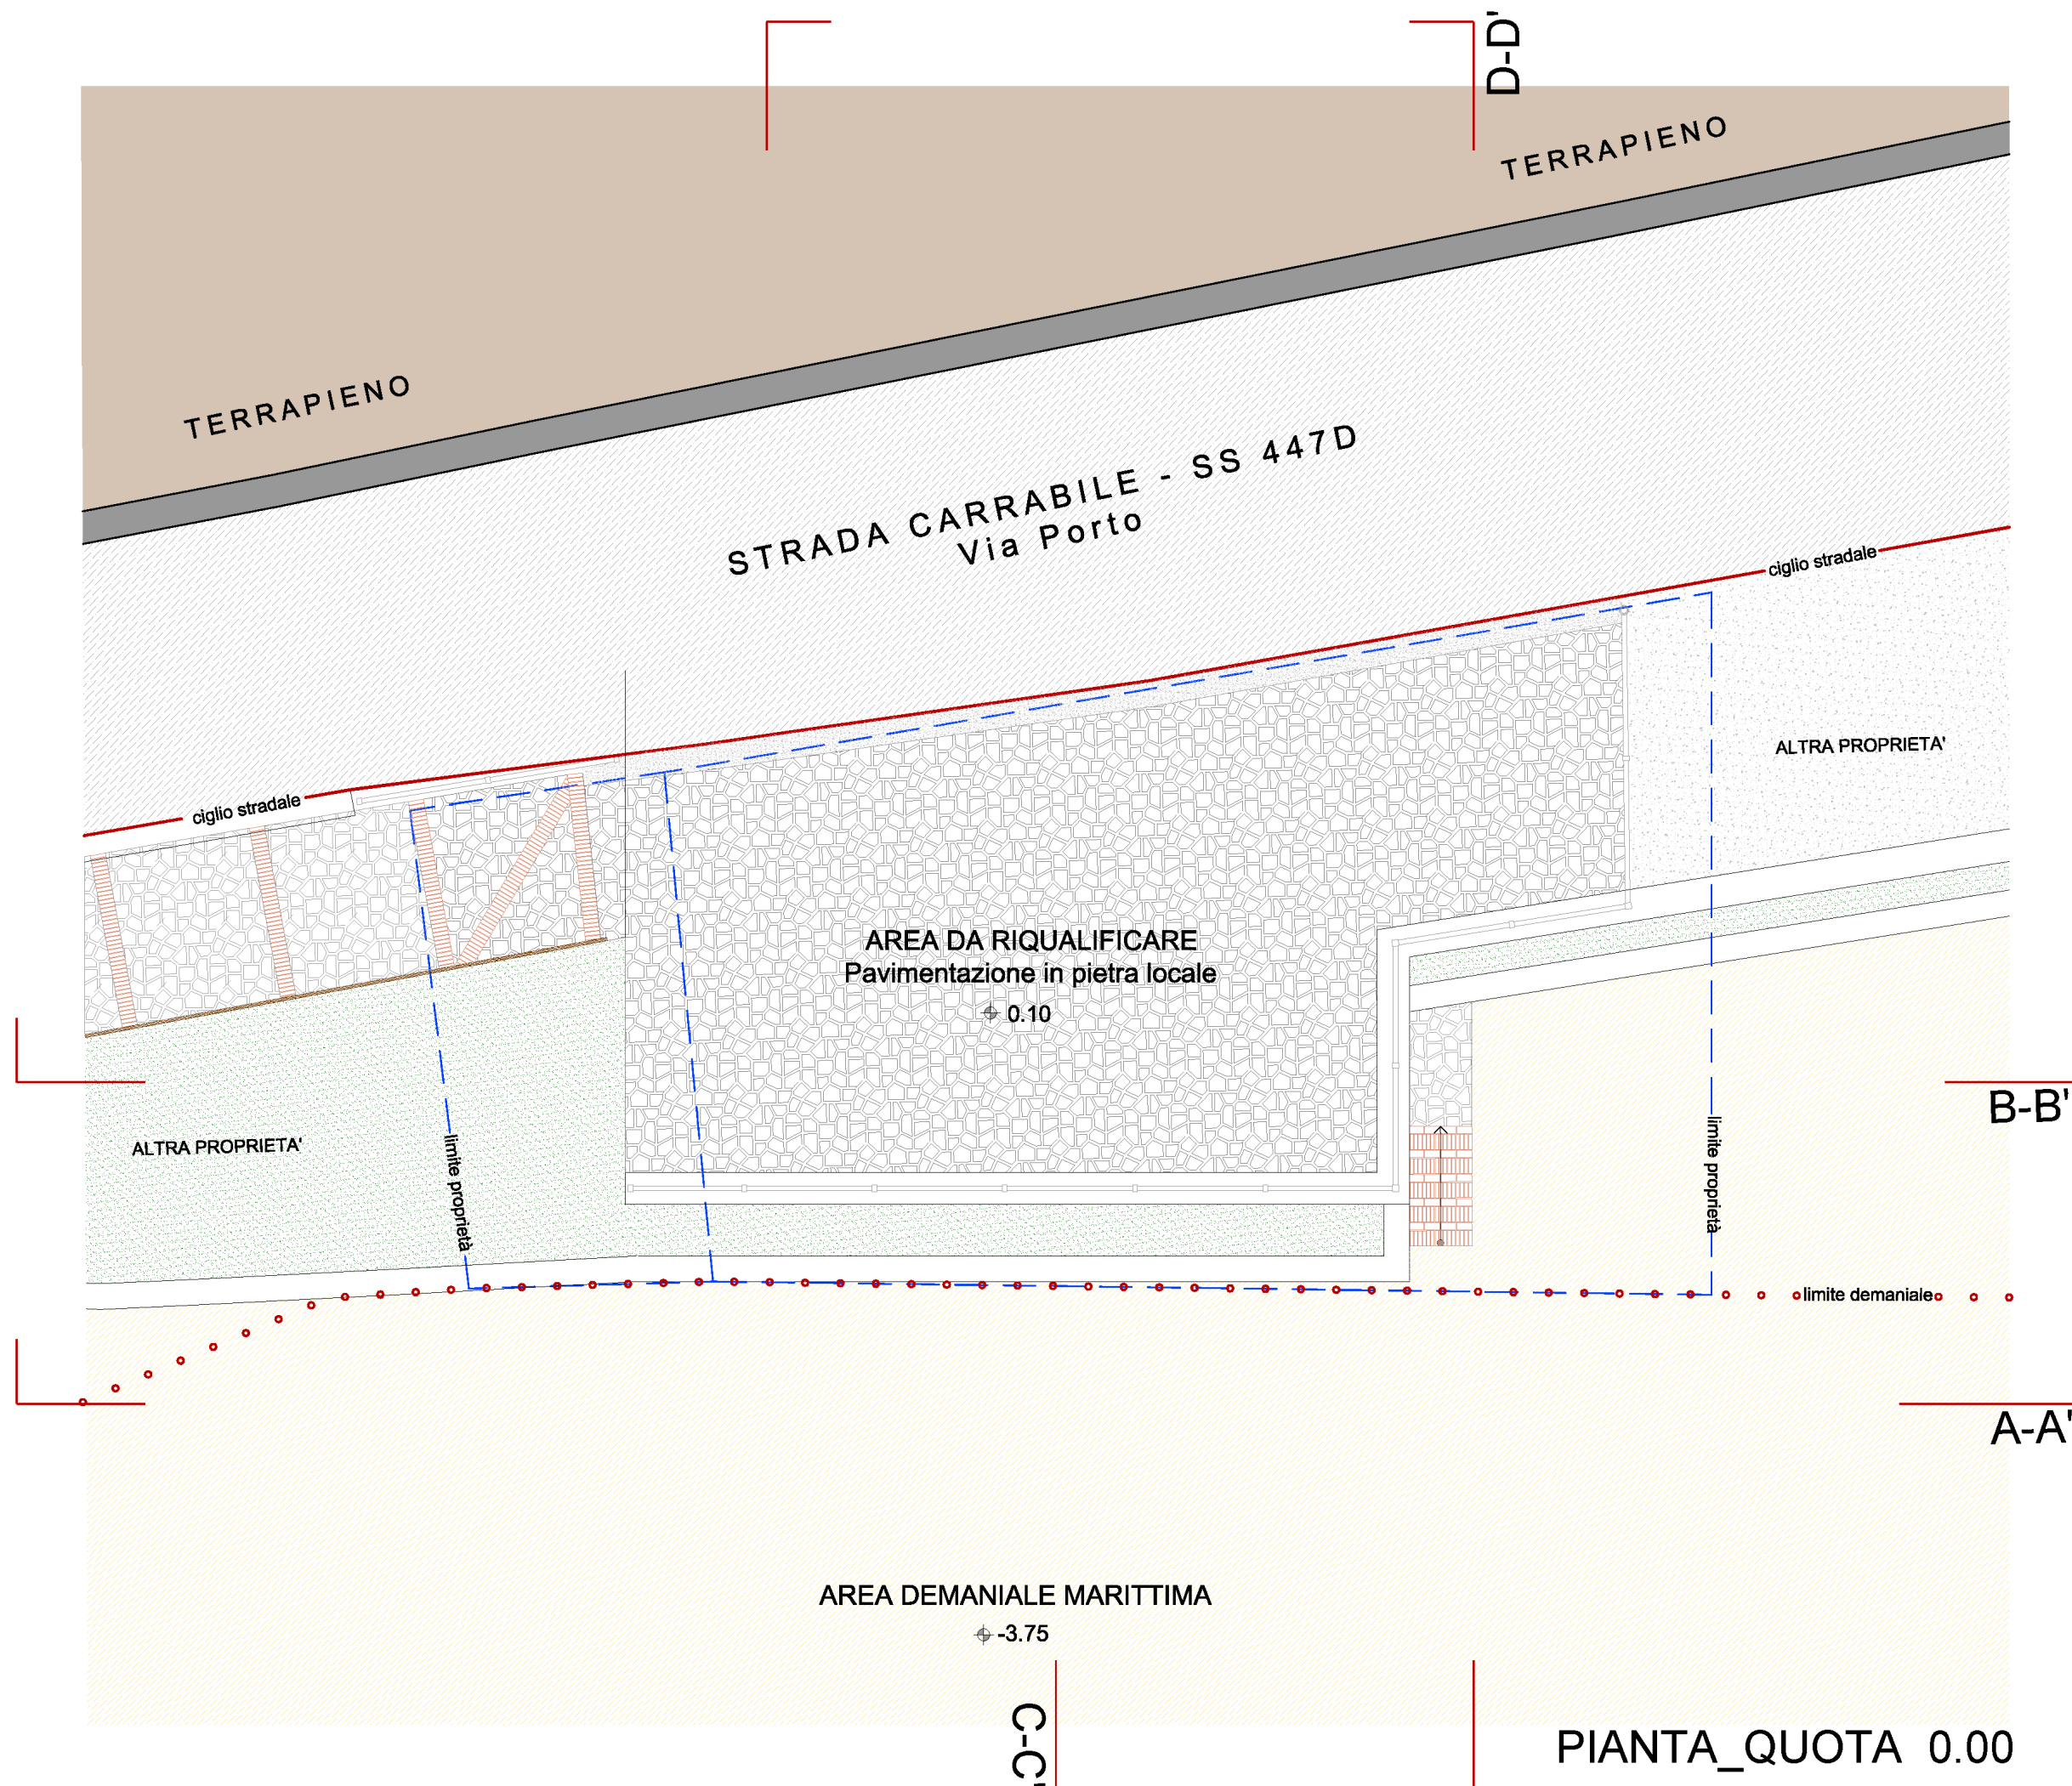 D-D'
TERRAPIENO
TERRAPIENO
STRADA CARRABILE - SS 447D
Via Porto
ciglio stradale
ciglio stradale
ALTRA PROPRIETA'
AREA DA RIQUALIFICARE
Pavimentazione in pietra locale
0.10
B-B'
ALTRA PROPRIETA'
limite proprietà
limite proprietà
limite demaniale
A-A'
AREA DEMANIALE MARITTIMA
-3.75
C-C'
PIANTA_QUOTA 0.00